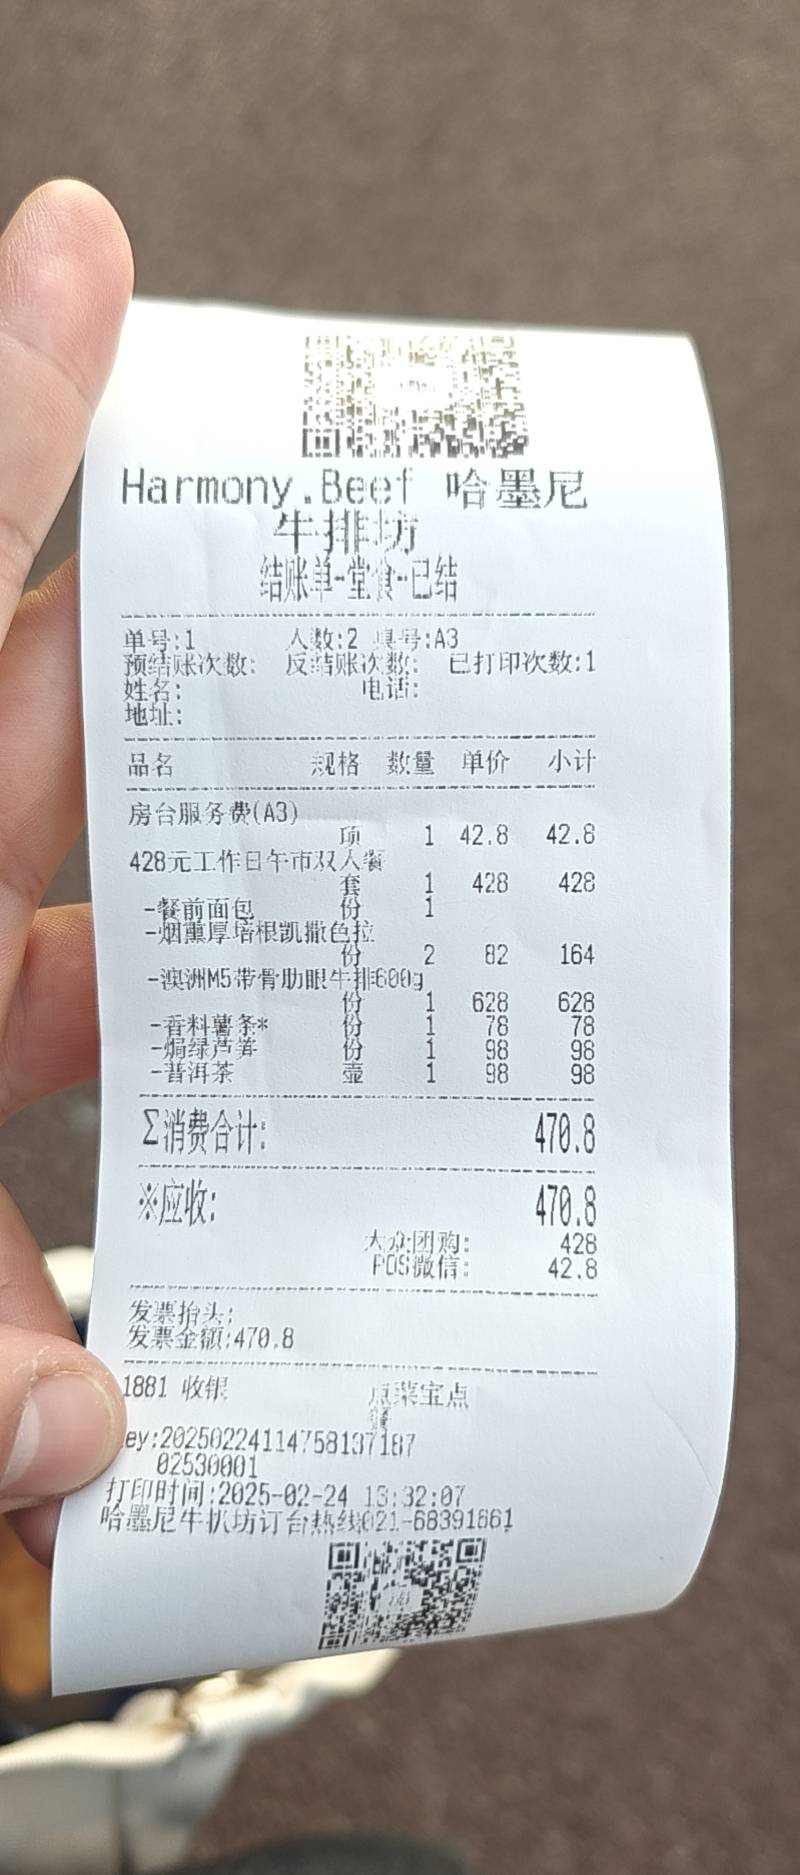 Harmony.Beef 哈墨尼
牛排坊
结账单-堂食-已结
单号:1 人数:2 桌号:A3
预结账次数: 反结账次数: 已打印次数:1
姓名: 电话:
地址:
品名 规格 数量 单价 小计
房台服务费(A3)
项 1 42.8 42.8
428元工作日午市双人餐
套 1 428 428
-餐前面包 份 1
-烟熏厚培根凯撒色拉
份 2 82 164
-澳洲M5带骨肋眼牛排600g
份 1 628 628
-香料薯条* 份 1 78 78
-焗绿芦笋 份 1 98 98
-普洱茶 壶 1 98 98
Σ消费合计: 470.8
※应收: 470.8
大众团购: 428
POS微信: 42.8
发票抬头:
发票金额:470.8
1881 收银 点菜宝点
餐
ey:20250224114758137187
02530001
打印时间:2025-02-24 13:32:07
哈墨尼牛扒坊订台热线021-68391661